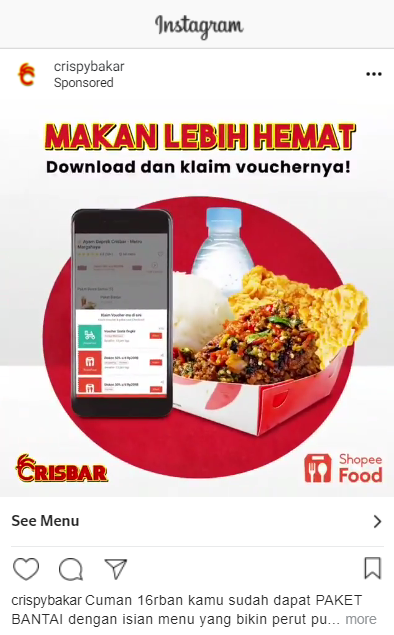 Instagram
crispybakar
Sponsored
MAKAN LEBIH HEMAT
Download dan klaim vouchernya!
CRISBAR
Shopee
Food
See Menu
crispybakar Cuman 16rban kamu sudah dapat PAKET
BANTAI dengan isian menu yang bikin perut pu... more